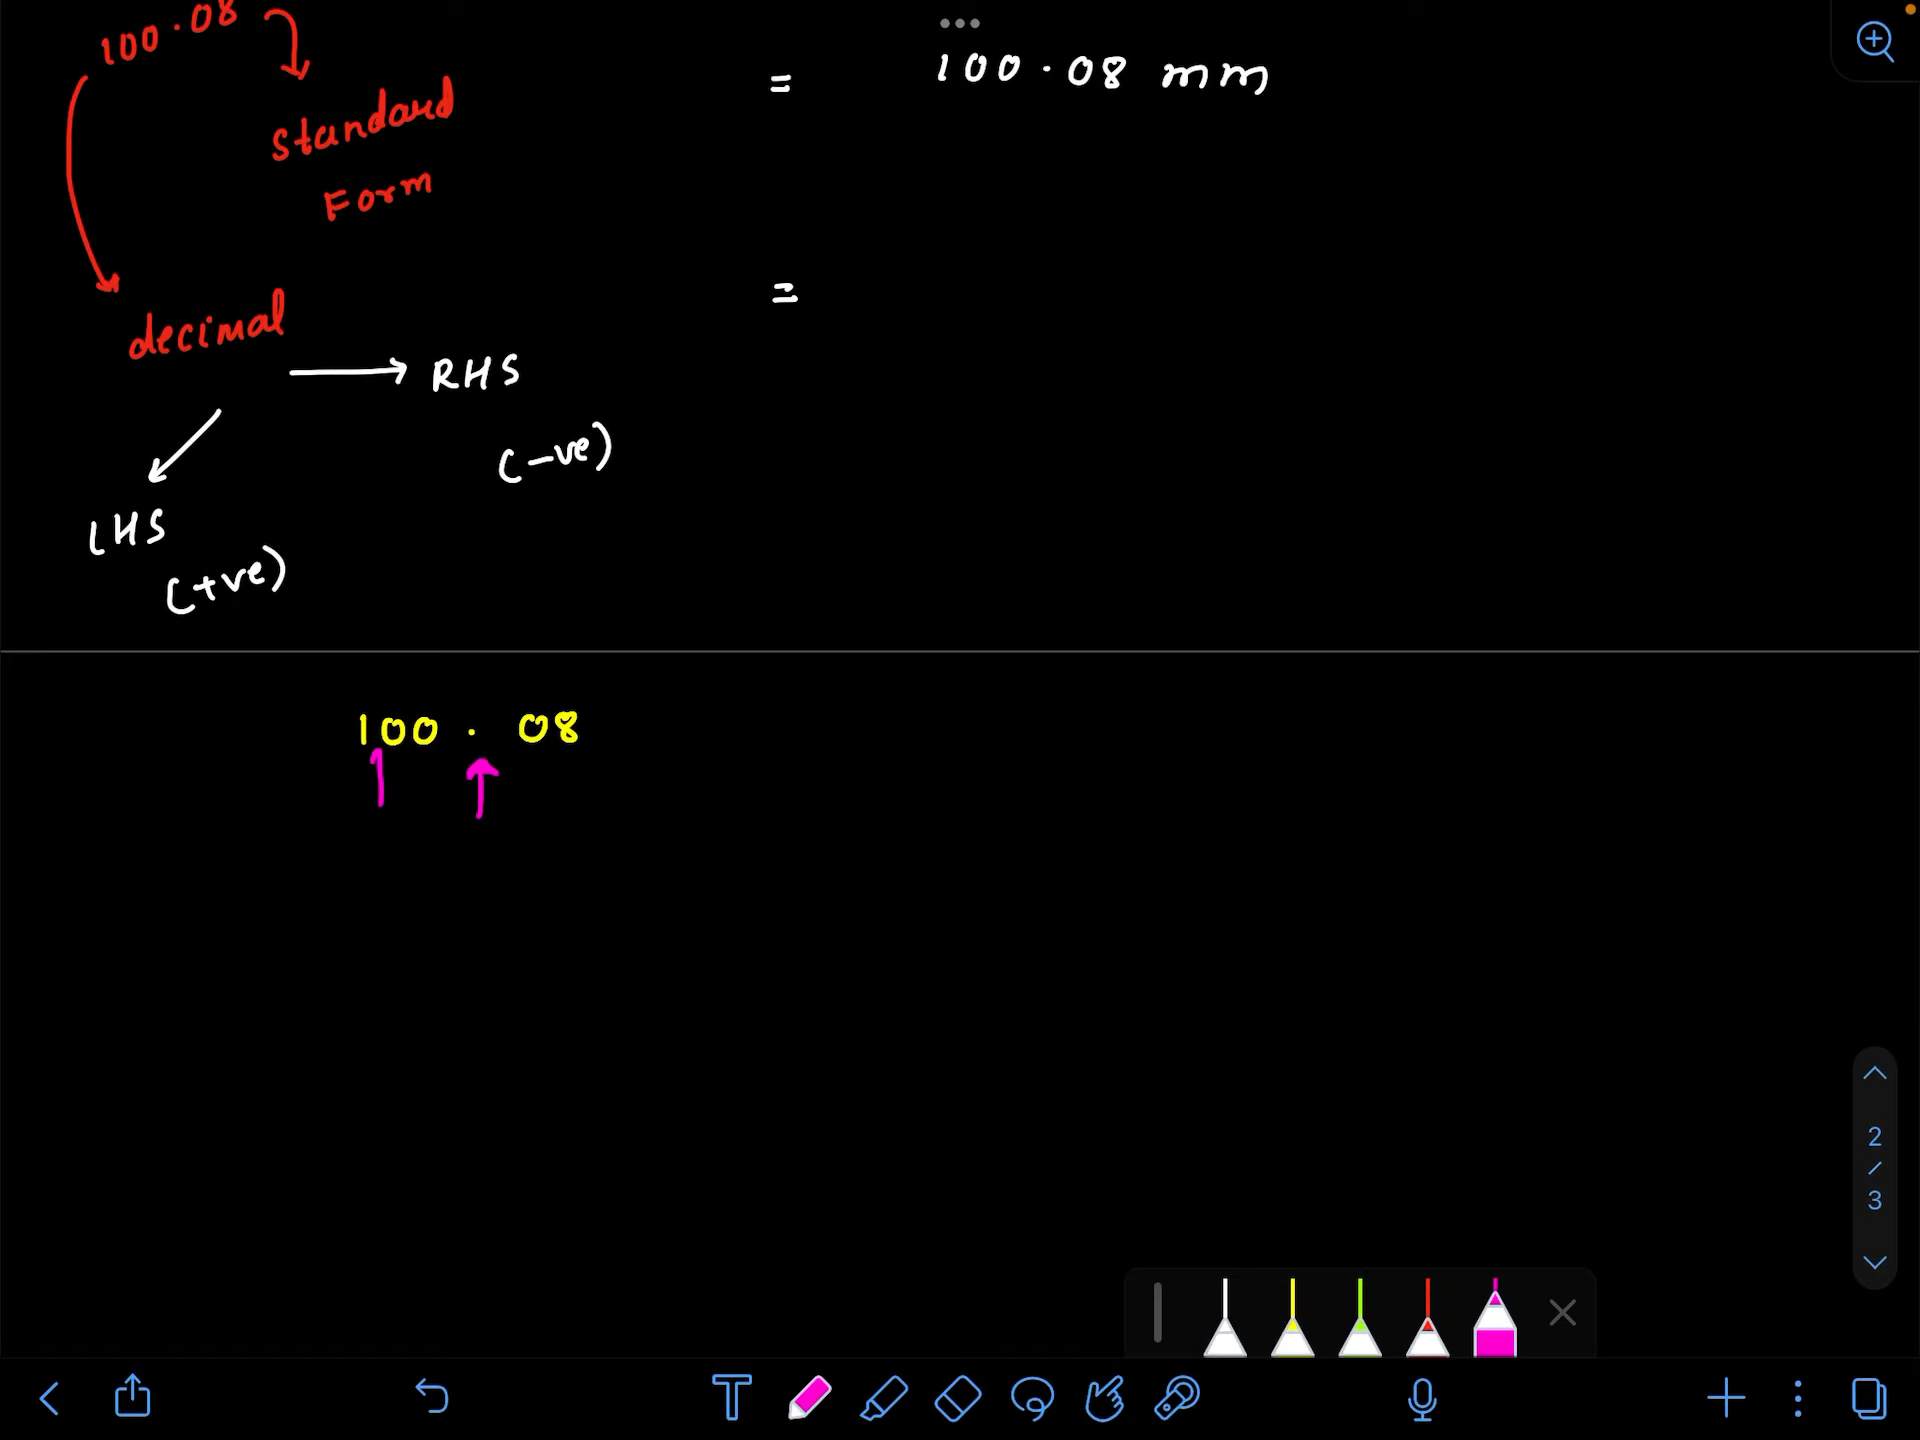 100.08
Standard
Form
= 100.08 mm
=
decimal
RHS
(-ve)
LHS
(+ve)
100 . 08
2
/
3
T